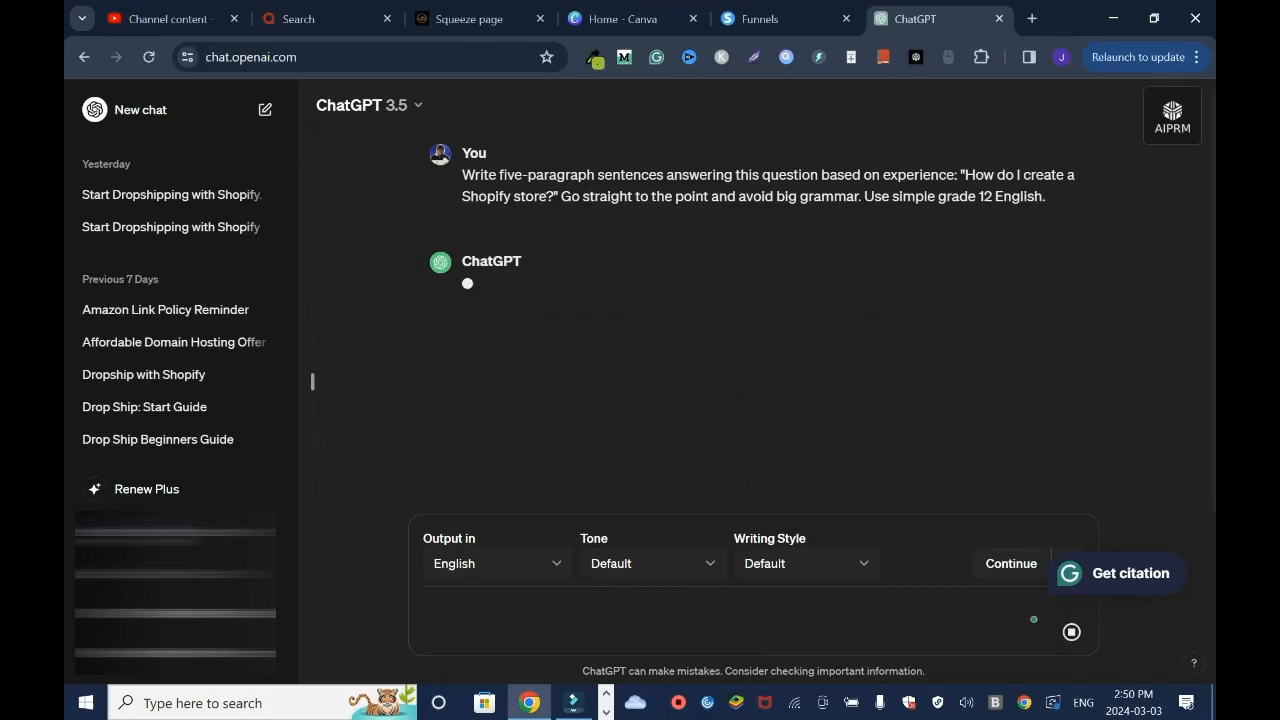 Channel content -
Search
Squeeze page
Home - Canva
Funnels
ChatGPT
chat.openai.com
Relaunch to update
New chat
ChatGPT 3.5
AIPRM
Yesterday
Start Dropshipping with Shopify.
Start Dropshipping with Shopify
Previous 7 Days
Amazon Link Policy Reminder
Affordable Domain Hosting Offer
Dropship with Shopify
Drop Ship: Start Guide
Drop Ship Beginners Guide
Renew Plus
You
Write five-paragraph sentences answering this question based on experience: "How do I create a
Shopify store?" Go straight to the point and avoid big grammar. Use simple grade 12 English.
ChatGPT
Output in
Tone
Writing Style
English
Default
Default
Continue
Get citation
ChatGPT can make mistakes. Consider checking important information.
?
Type here to search
ENG
2:50 PM
2024-03-03